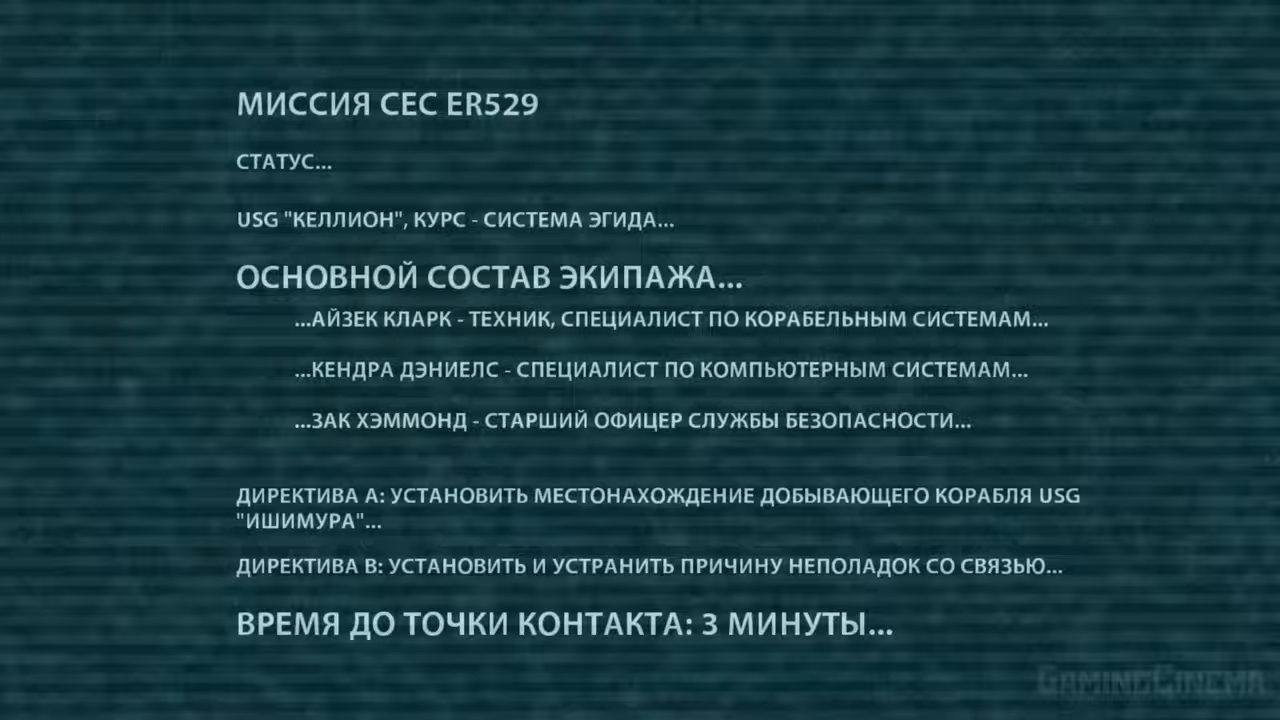 МИССИЯ CEC ER529
СТАТУС...
USG "КЕЛЛИОН", КУРС - СИСТЕМА ЭГИДА...
ОСНОВНОЙ СОСТАВ ЭКИПАЖА...
...АЙЗЕК КЛАРК - ТЕХНИК, СПЕЦИАЛИСТ ПО КОРАБЕЛЬНЫМ СИСТЕМАМ...
...КЕНДРА ДЭНИЕЛС - СПЕЦИАЛИСТ ПО КОМПЬЮТЕРНЫМ СИСТЕМАМ...
...ЗАК ХЭММОНД - СТАРШИЙ ОФИЦЕР СЛУЖБЫ БЕЗОПАСНОСТИ...
ДИРЕКТИВА А: УСТАНОВИТЬ МЕСТОНАХОЖДЕНИЕ ДОБЫВАЮЩЕГО КОРАБЛЯ USG
"ИШИМУРА"...
ДИРЕКТИВА В: УСТАНОВИТЬ И УСТРАНИТЬ ПРИЧИНУ НЕПОЛАДОК СО СВЯЗЬЮ...
ВРЕМЯ ДО ТОЧКИ КОНТАКТА: 3 МИНУТЫ...
GAMINGCINEMA